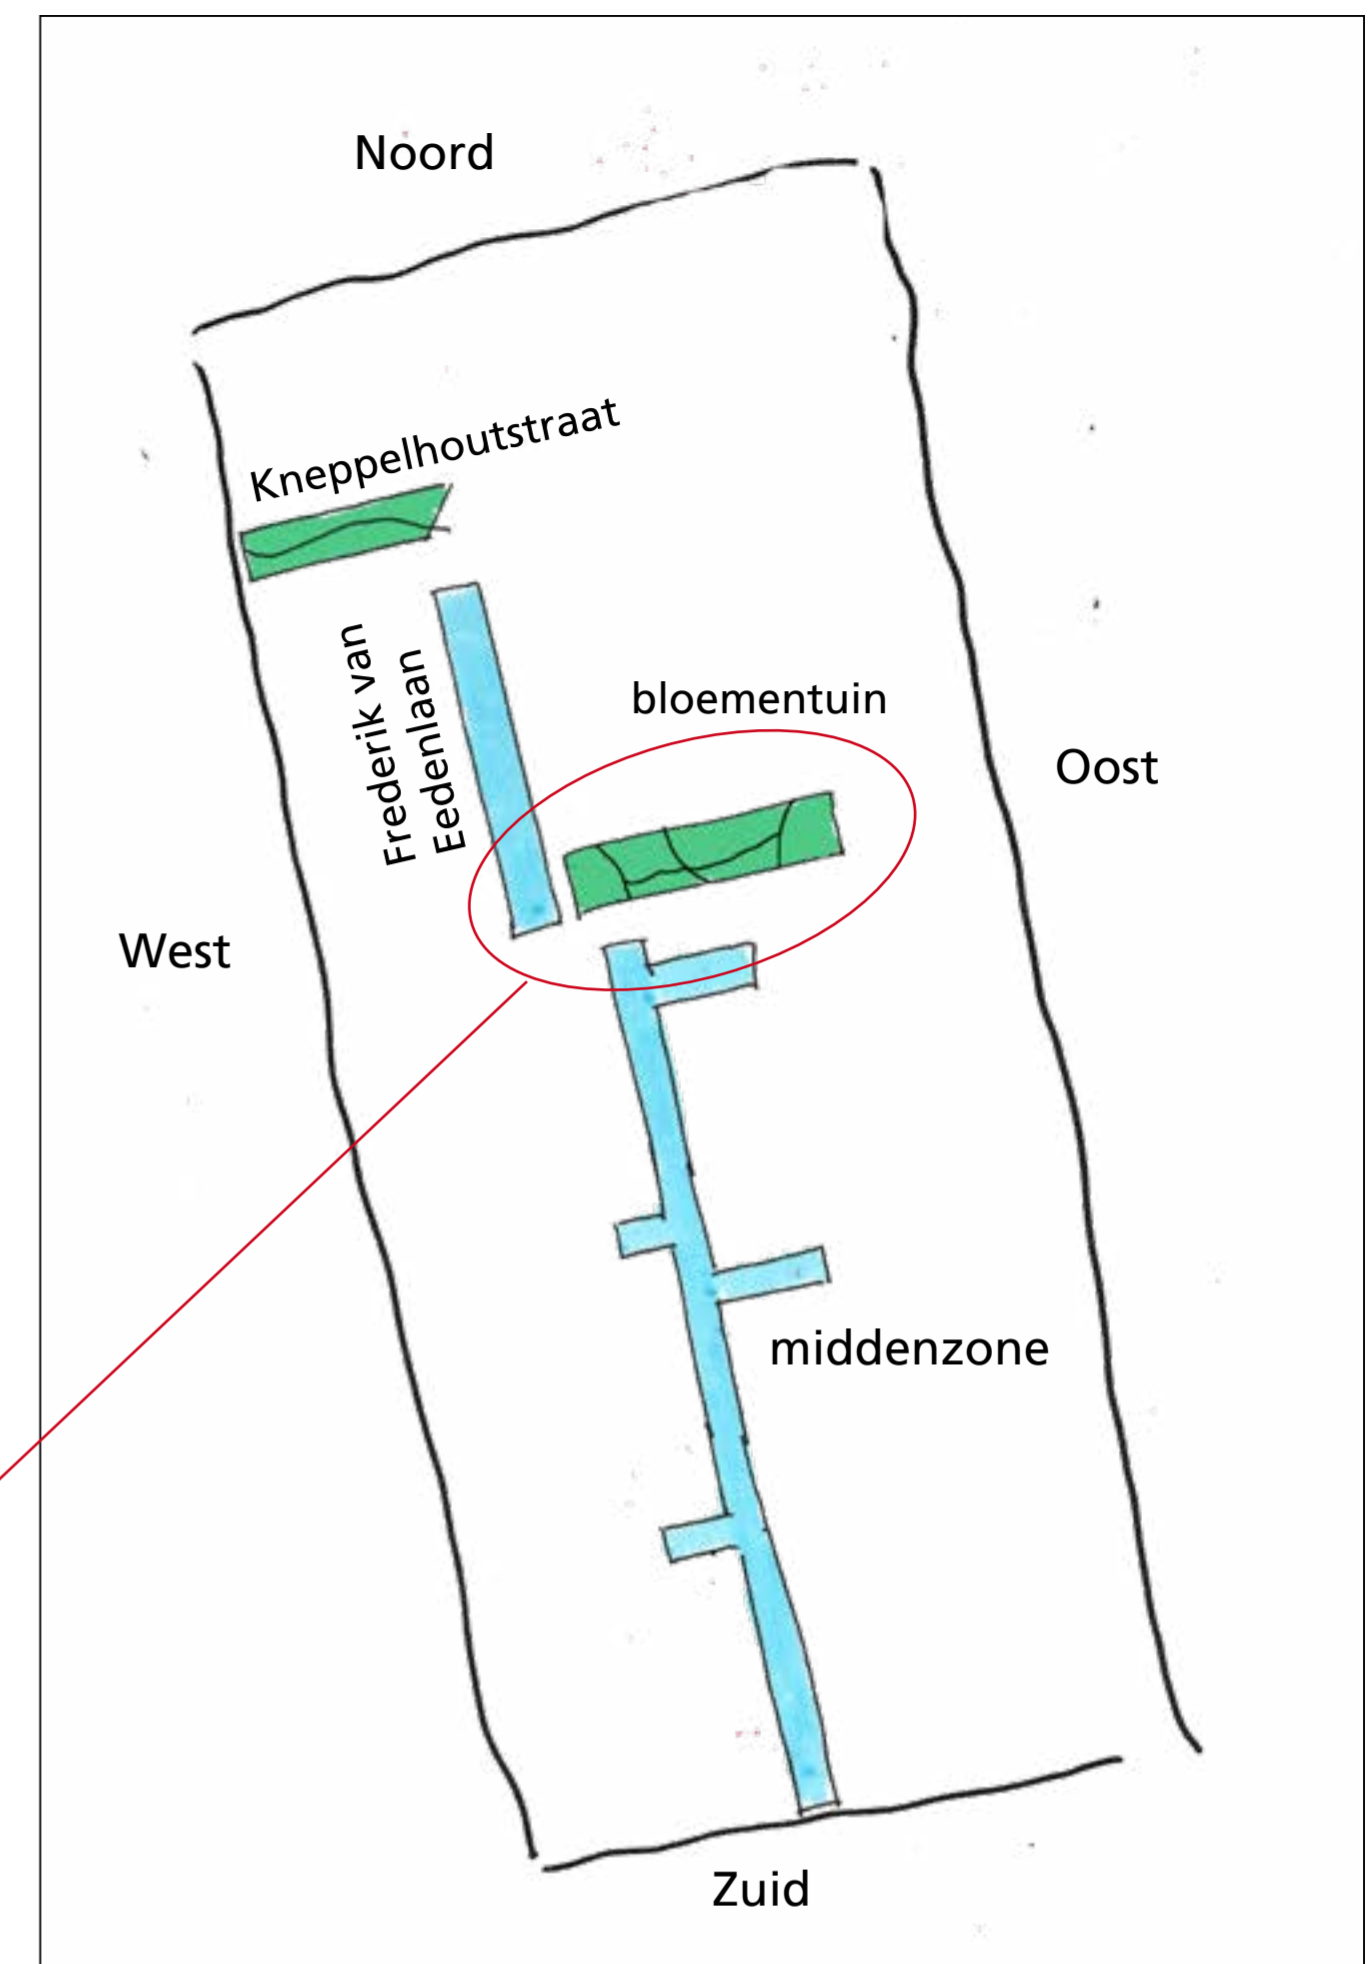 Noord
Kneppelhoutstraat
Frederik van
Eedenlaan
bloementuin
Oost
West
middenzone
Zuid